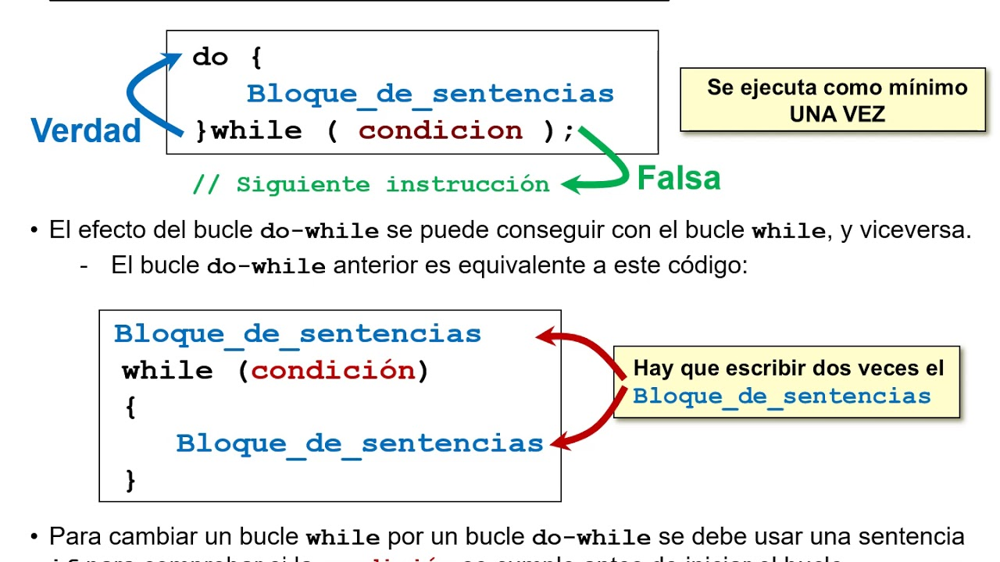 do {
Bloque_de_sentencias
}while ( condicion );
Verdad
Se ejecuta como mínimo
UNA VEZ
// Siguiente instrucción
Falsa
• El efecto del bucle do-while se puede conseguir con el bucle while, y viceversa.
- El bucle do-while anterior es equivalente a este código:
Bloque_de_sentencias
while (condición)
{
Bloque_de_sentencias
}
Hay que escribir dos veces el
Bloque_de_sentencias
• Para cambiar un bucle while por un bucle do-while se debe usar una sentencia
if para comprobar si la condición se cumple antes de iniciar el bucle